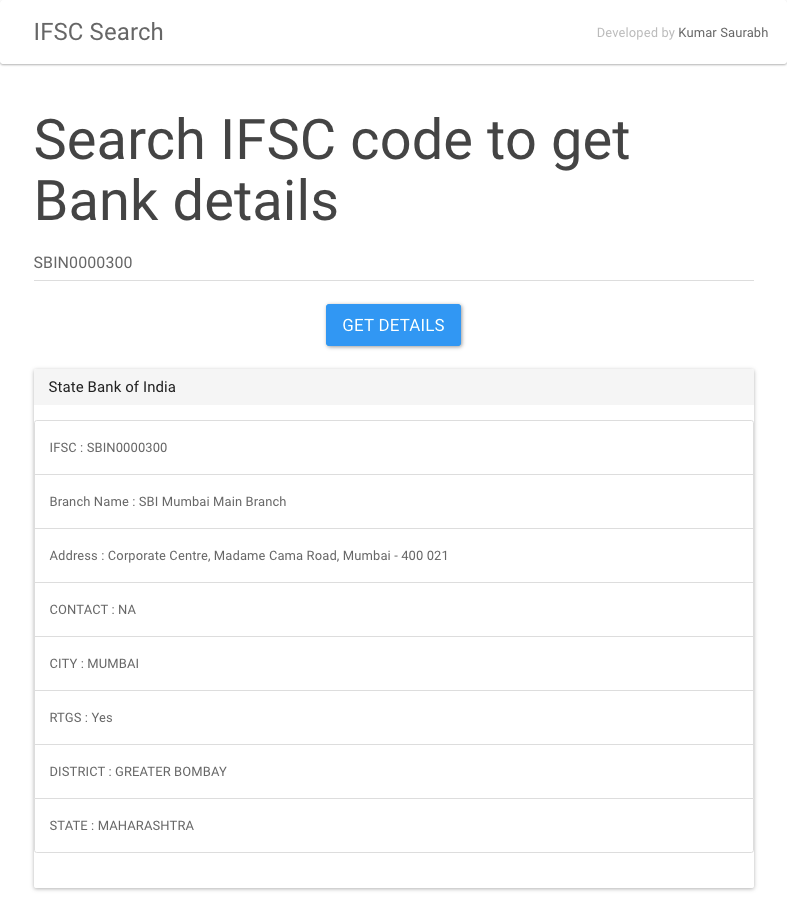 IFSC Search
Developed by Kumar Saurabh
Search IFSC code to get
Bank details
SBIN0000300
GET DETAILS
State Bank of India
IFSC : SBIN0000300
Branch Name : SBI Mumbai Main Branch
Address : Corporate Centre, Madame Cama Road, Mumbai - 400 021
CONTACT : NA
CITY : MUMBAI
RTGS : Yes
DISTRICT : GREATER BOMBAY
STATE : MAHARASHTRA